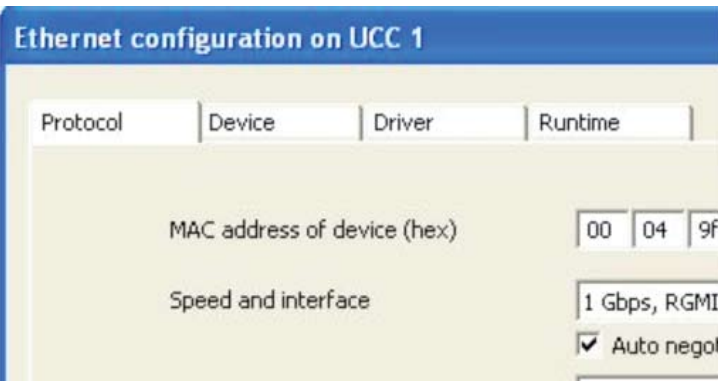 Ethernet configuration on UCC 1
Protocol Device Driver Runtime
MAC address of device (hex) 00 04 9f
Speed and interface 1 Gbps, RGMI
Auto negot